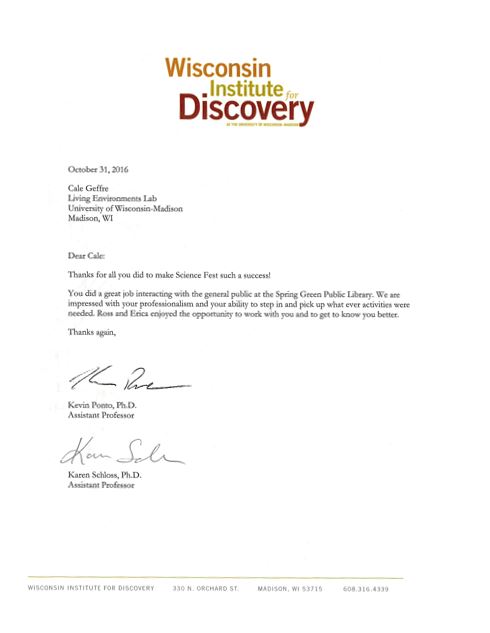 Wisconsin
Institute for
Discovery
AT THE UNIVERSITY OF WISCONSIN-MADISON
October 31, 2016
Cale Geffre
Living Environments Lab
University of Wisconsin-Madison
Madison, WI
Dear Cale:
Thanks for all you did to make Science Fest such a success!
You did a great job interacting with the general public at the Spring Green Public Library. We are
impressed with your professionalism and your ability to step in and pick up what ever activities were
needed. Ross and Erica enjoyed the opportunity to work with you and to get to know you better.
Thanks again,
Kevin Ponto, Ph.D.
Assistant Professor
Karen Schloss, Ph.D.
Assistant Professor
WISCONSIN INSTITUTE FOR DISCOVERY 330 N. ORCHARD ST. MADISON, WI 53715 608.316.4339